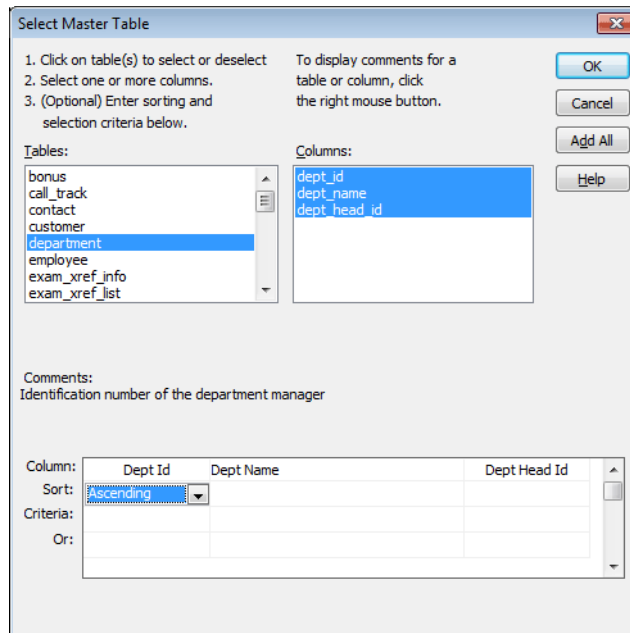 Select Master Table
1. Click on table(s) to select or deselect
2. Select one or more columns.
3. (Optional) Enter sorting and
selection criteria below.
To display comments for a
table or column, click
the right mouse button.
OK
Cancel
Add All
Help
Tables:
bonus
call_track
contact
customer
department
employee
exam_xref_info
exam_xref_list
Columns:
dept_id
dept_name
dept_head_id
Comments:
Identification number of the department manager
Column: Dept Id Dept Name Dept Head Id
Sort: Ascending
Criteria:
Or: